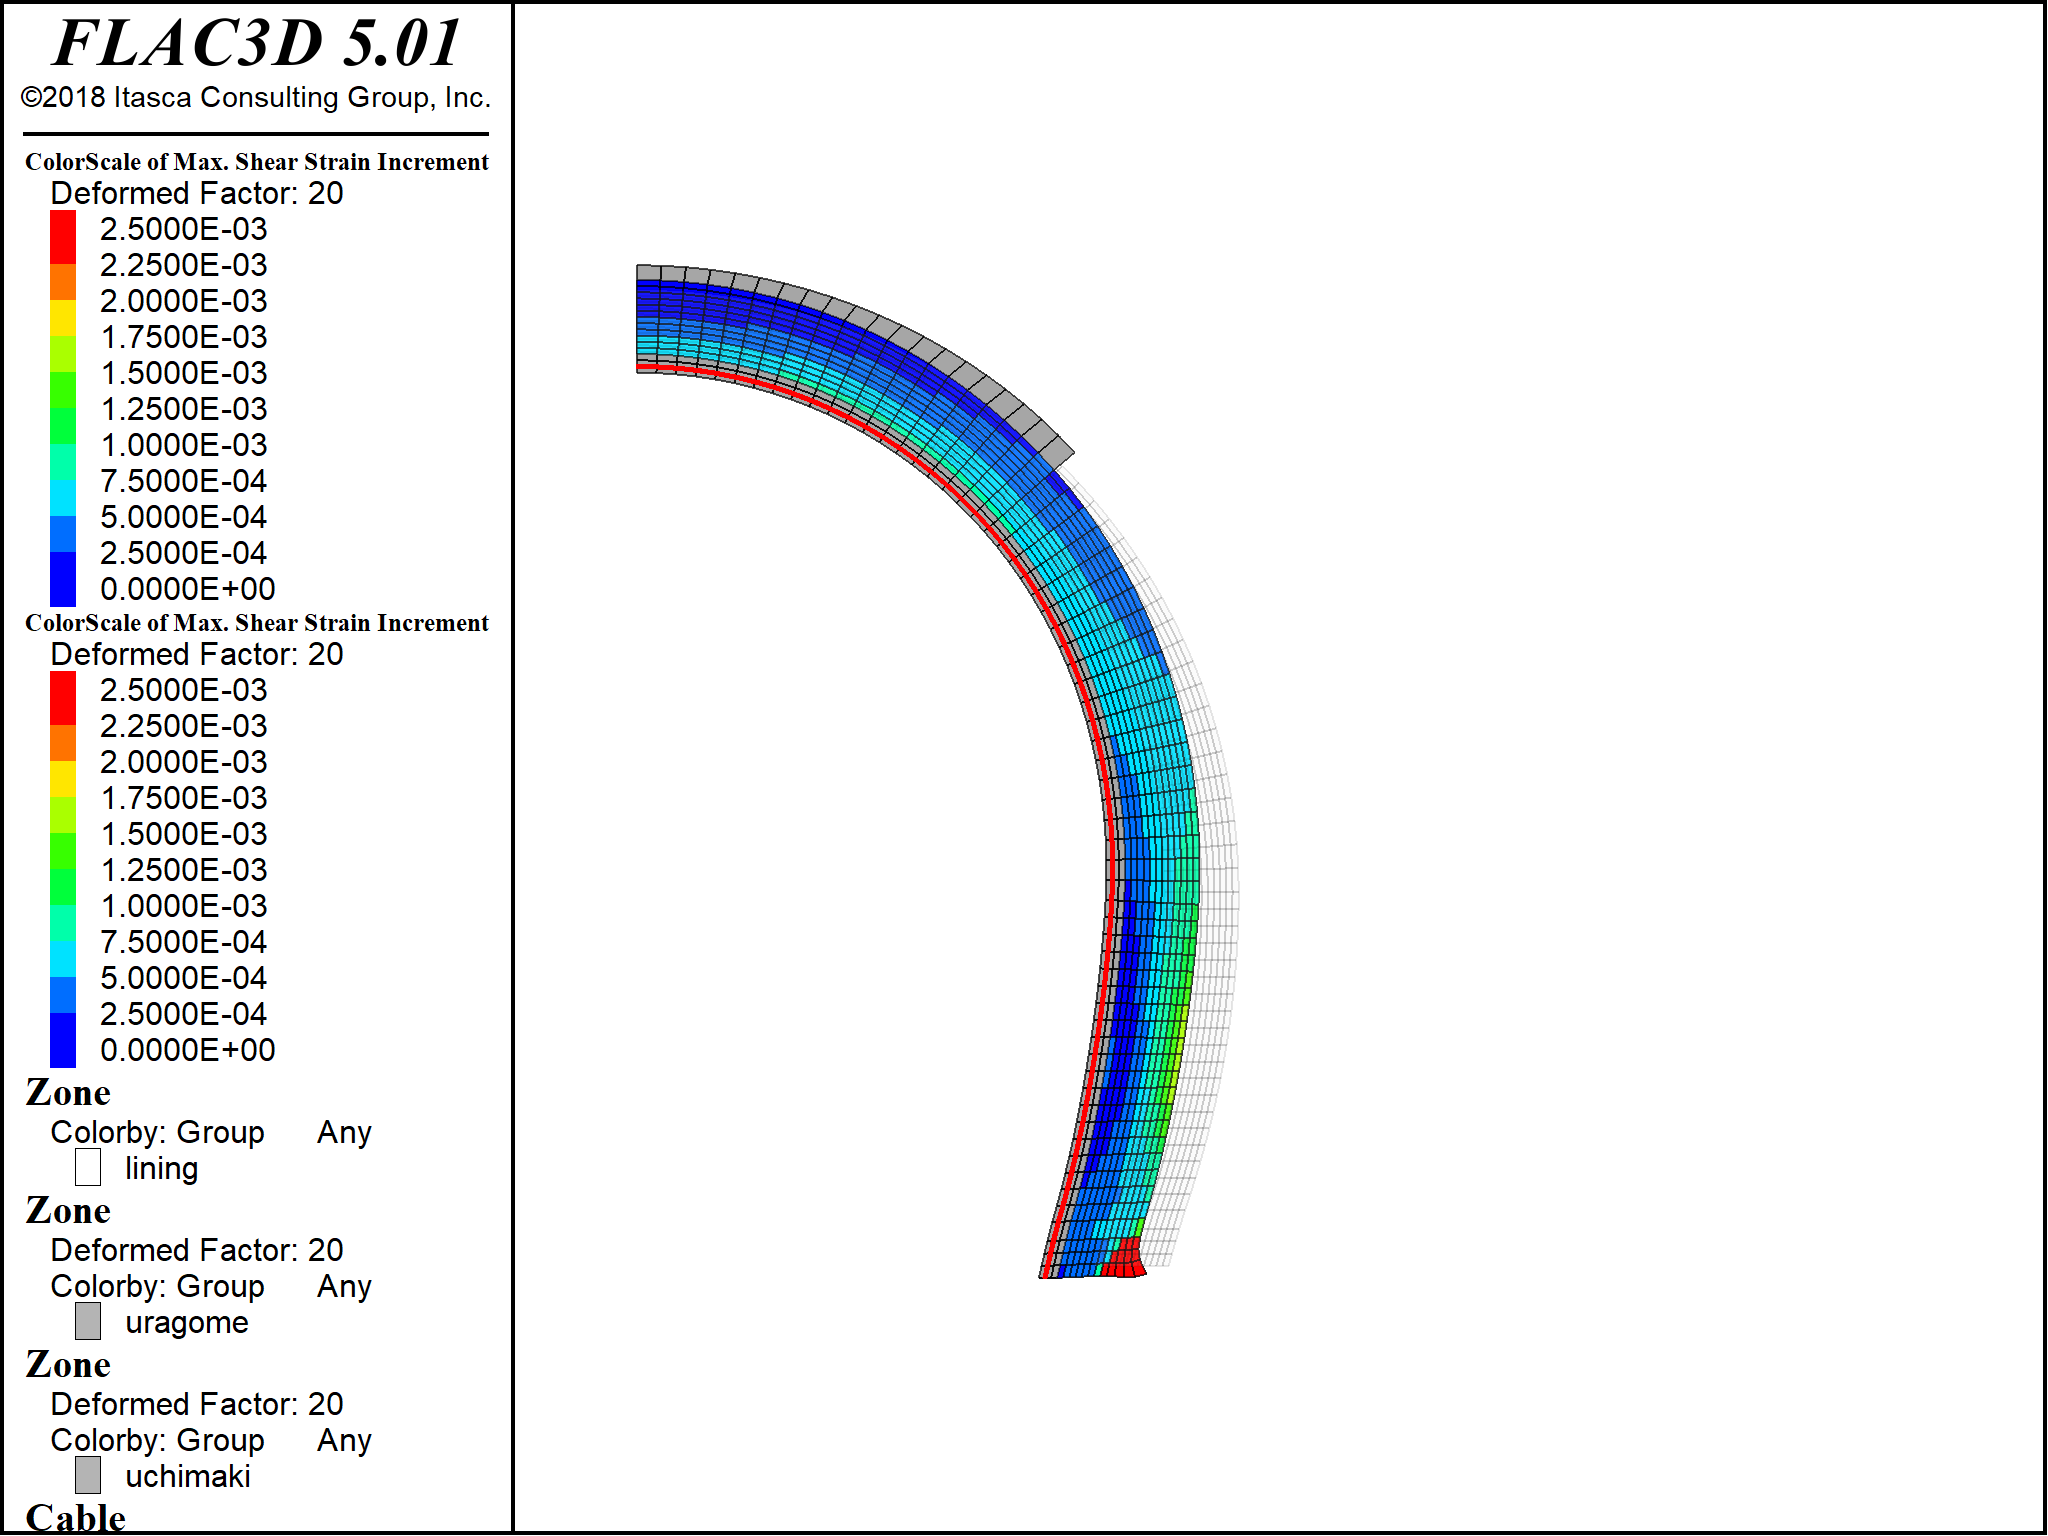 FLAC3D 5.01
©2018 Itasca Consulting Group, Inc.
ColorScale of Max. Shear Strain Increment
Deformed Factor: 20
2.5000E-03
2.2500E-03
2.0000E-03
1.7500E-03
1.5000E-03
1.2500E-03
1.0000E-03
7.5000E-04
5.0000E-04
2.5000E-04
0.0000E+00
ColorScale of Max. Shear Strain Increment
Deformed Factor: 20
2.5000E-03
2.2500E-03
2.0000E-03
1.7500E-03
1.5000E-03
1.2500E-03
1.0000E-03
7.5000E-04
5.0000E-04
2.5000E-04
0.0000E+00
Zone
Colorby: Group Any
lining
Zone
Deformed Factor: 20
Colorby: Group Any
uragome
Zone
Deformed Factor: 20
Colorby: Group Any
uchimaki
Cable